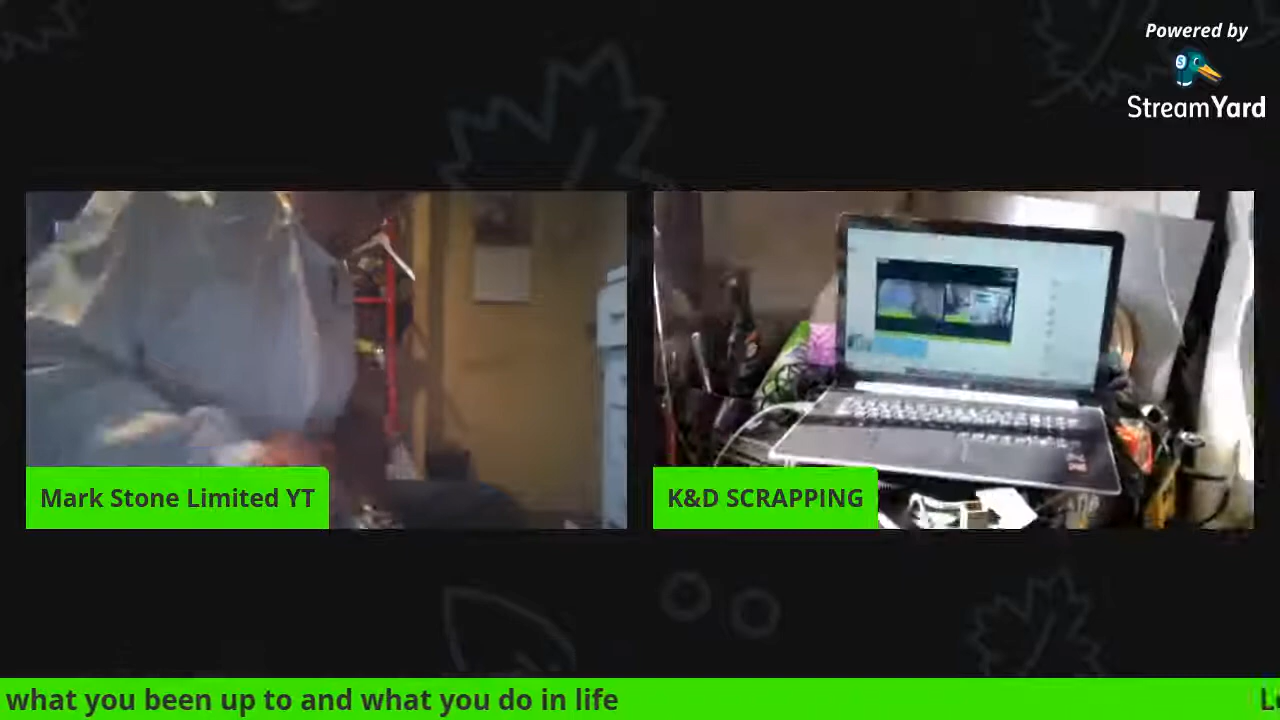 Powered by
StreamYard
Mark Stone Limited YT
K&D SCRAPPING
what you been up to and what you do in life